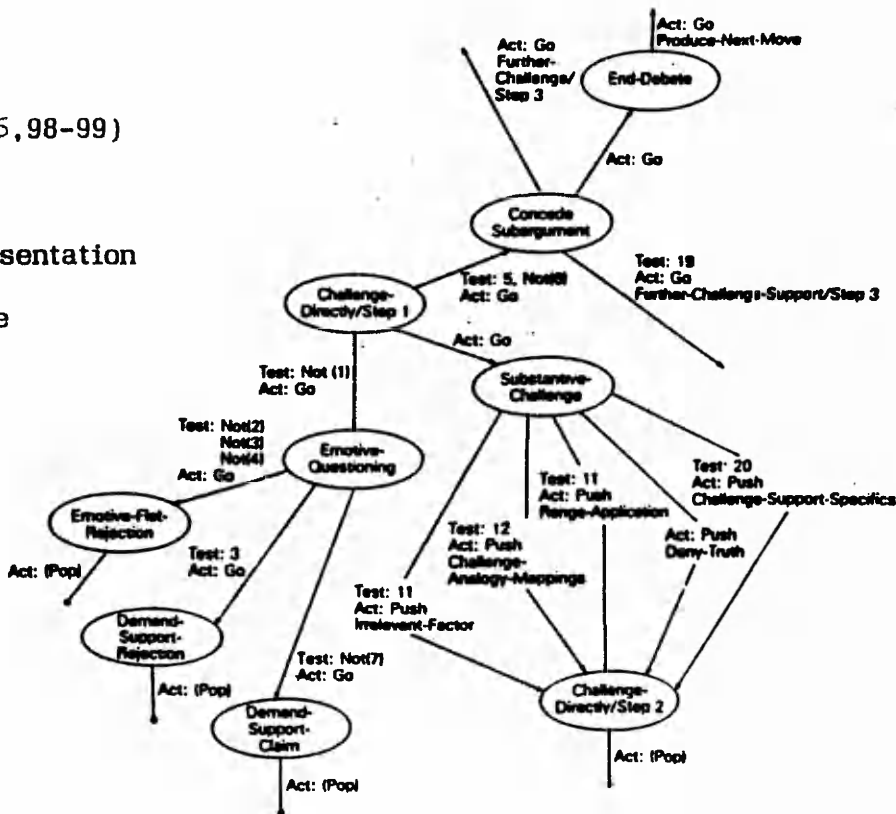 ,98-99)
sentation
e
Act: Go
Produce-Next-Move
End-Debate
Act: Go
Further-
Challenge/
Step 3
Act: Go
Concede
Subargument
Test: 19
Act: Go
Further-Challenge-Support/Step 3
Test: 5, Not(6)
Act: Go
Challenge-
Directly/Step 1
Act: Go
Substantive-
Challenge
Test: Not (1)
Act: Go
Test: Not(2)
Not(3)
Not(4)
Act: Go
Emotive-
Questioning
Emotive-Flat-
Rejection
Act: (Pop)
Test: 3
Act: Go
Demand-
Support-
Rejection
Act: (Pop)
Test: Not(7)
Act: Go
Demand-
Support-
Claim
Act: (Pop)
Test: 11
Act: Push
Irrelevant-Factor
Test: 12
Act: Push
Challenge-
Analogy-Mappings
Test: 11
Act: Push
Range-Application
Act: Push
Deny-Truth
Test: 20
Act: Push
Challenge-Support-Specifics
Challenge-
Directly/Step 2
Act: (Pop)